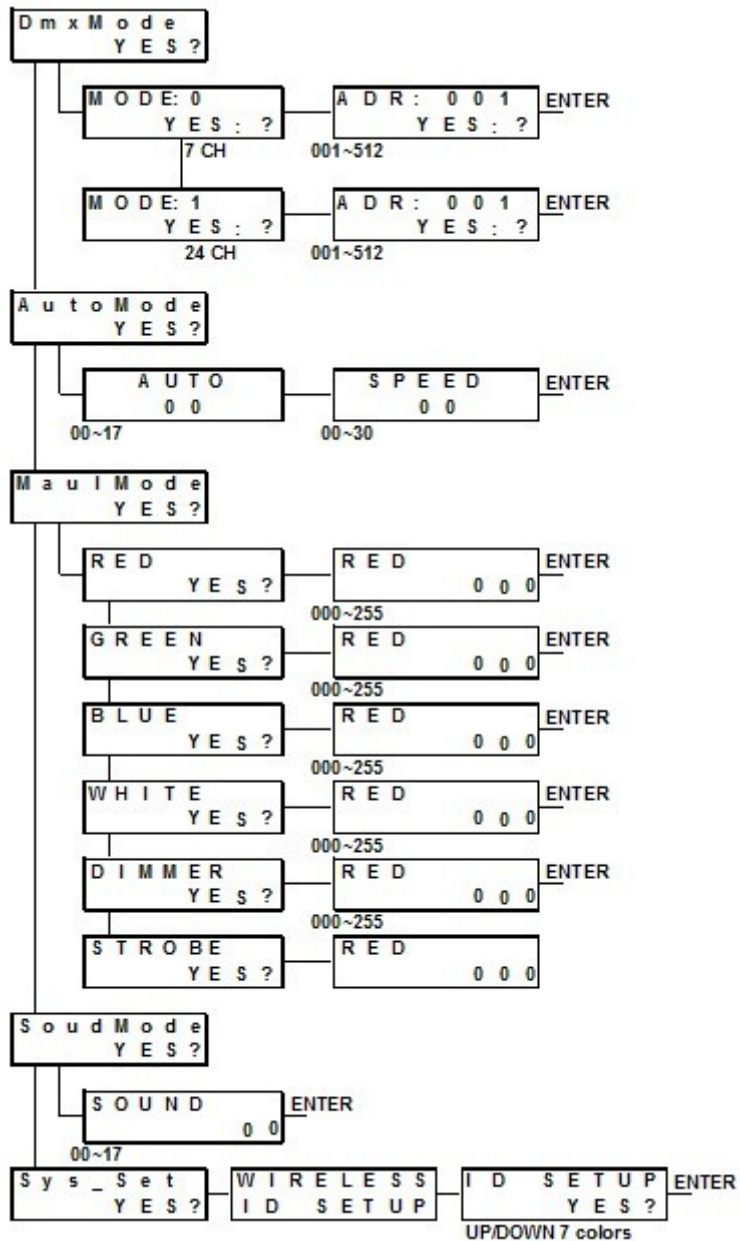 DmxMode
YES?
MODE: 0
YES: ?
7 CH
ADR: 001
YES: ?
001~512
ENTER
MODE: 1
YES: ?
24 CH
ADR: 001
YES: ?
001~512
ENTER
AutoMode
YES?
AUTO
00
00~17
SPEED
00
00~30
ENTER
MaulMode
YES?
RED
YES?
RED
000
000~255
ENTER
GREEN
YES?
RED
000
000~255
ENTER
BLUE
YES?
RED
000
000~255
ENTER
WHITE
YES?
RED
000
000~255
ENTER
DIMMER
YES?
RED
000
000~255
ENTER
STROBE
YES?
RED
000
SoudMode
YES?
SOUND
00
00~17
ENTER
Sys_Set
YES?
WIRELESS
ID SETUP
ID SETUP
YES?
UP/DOWN 7 colors
ENTER